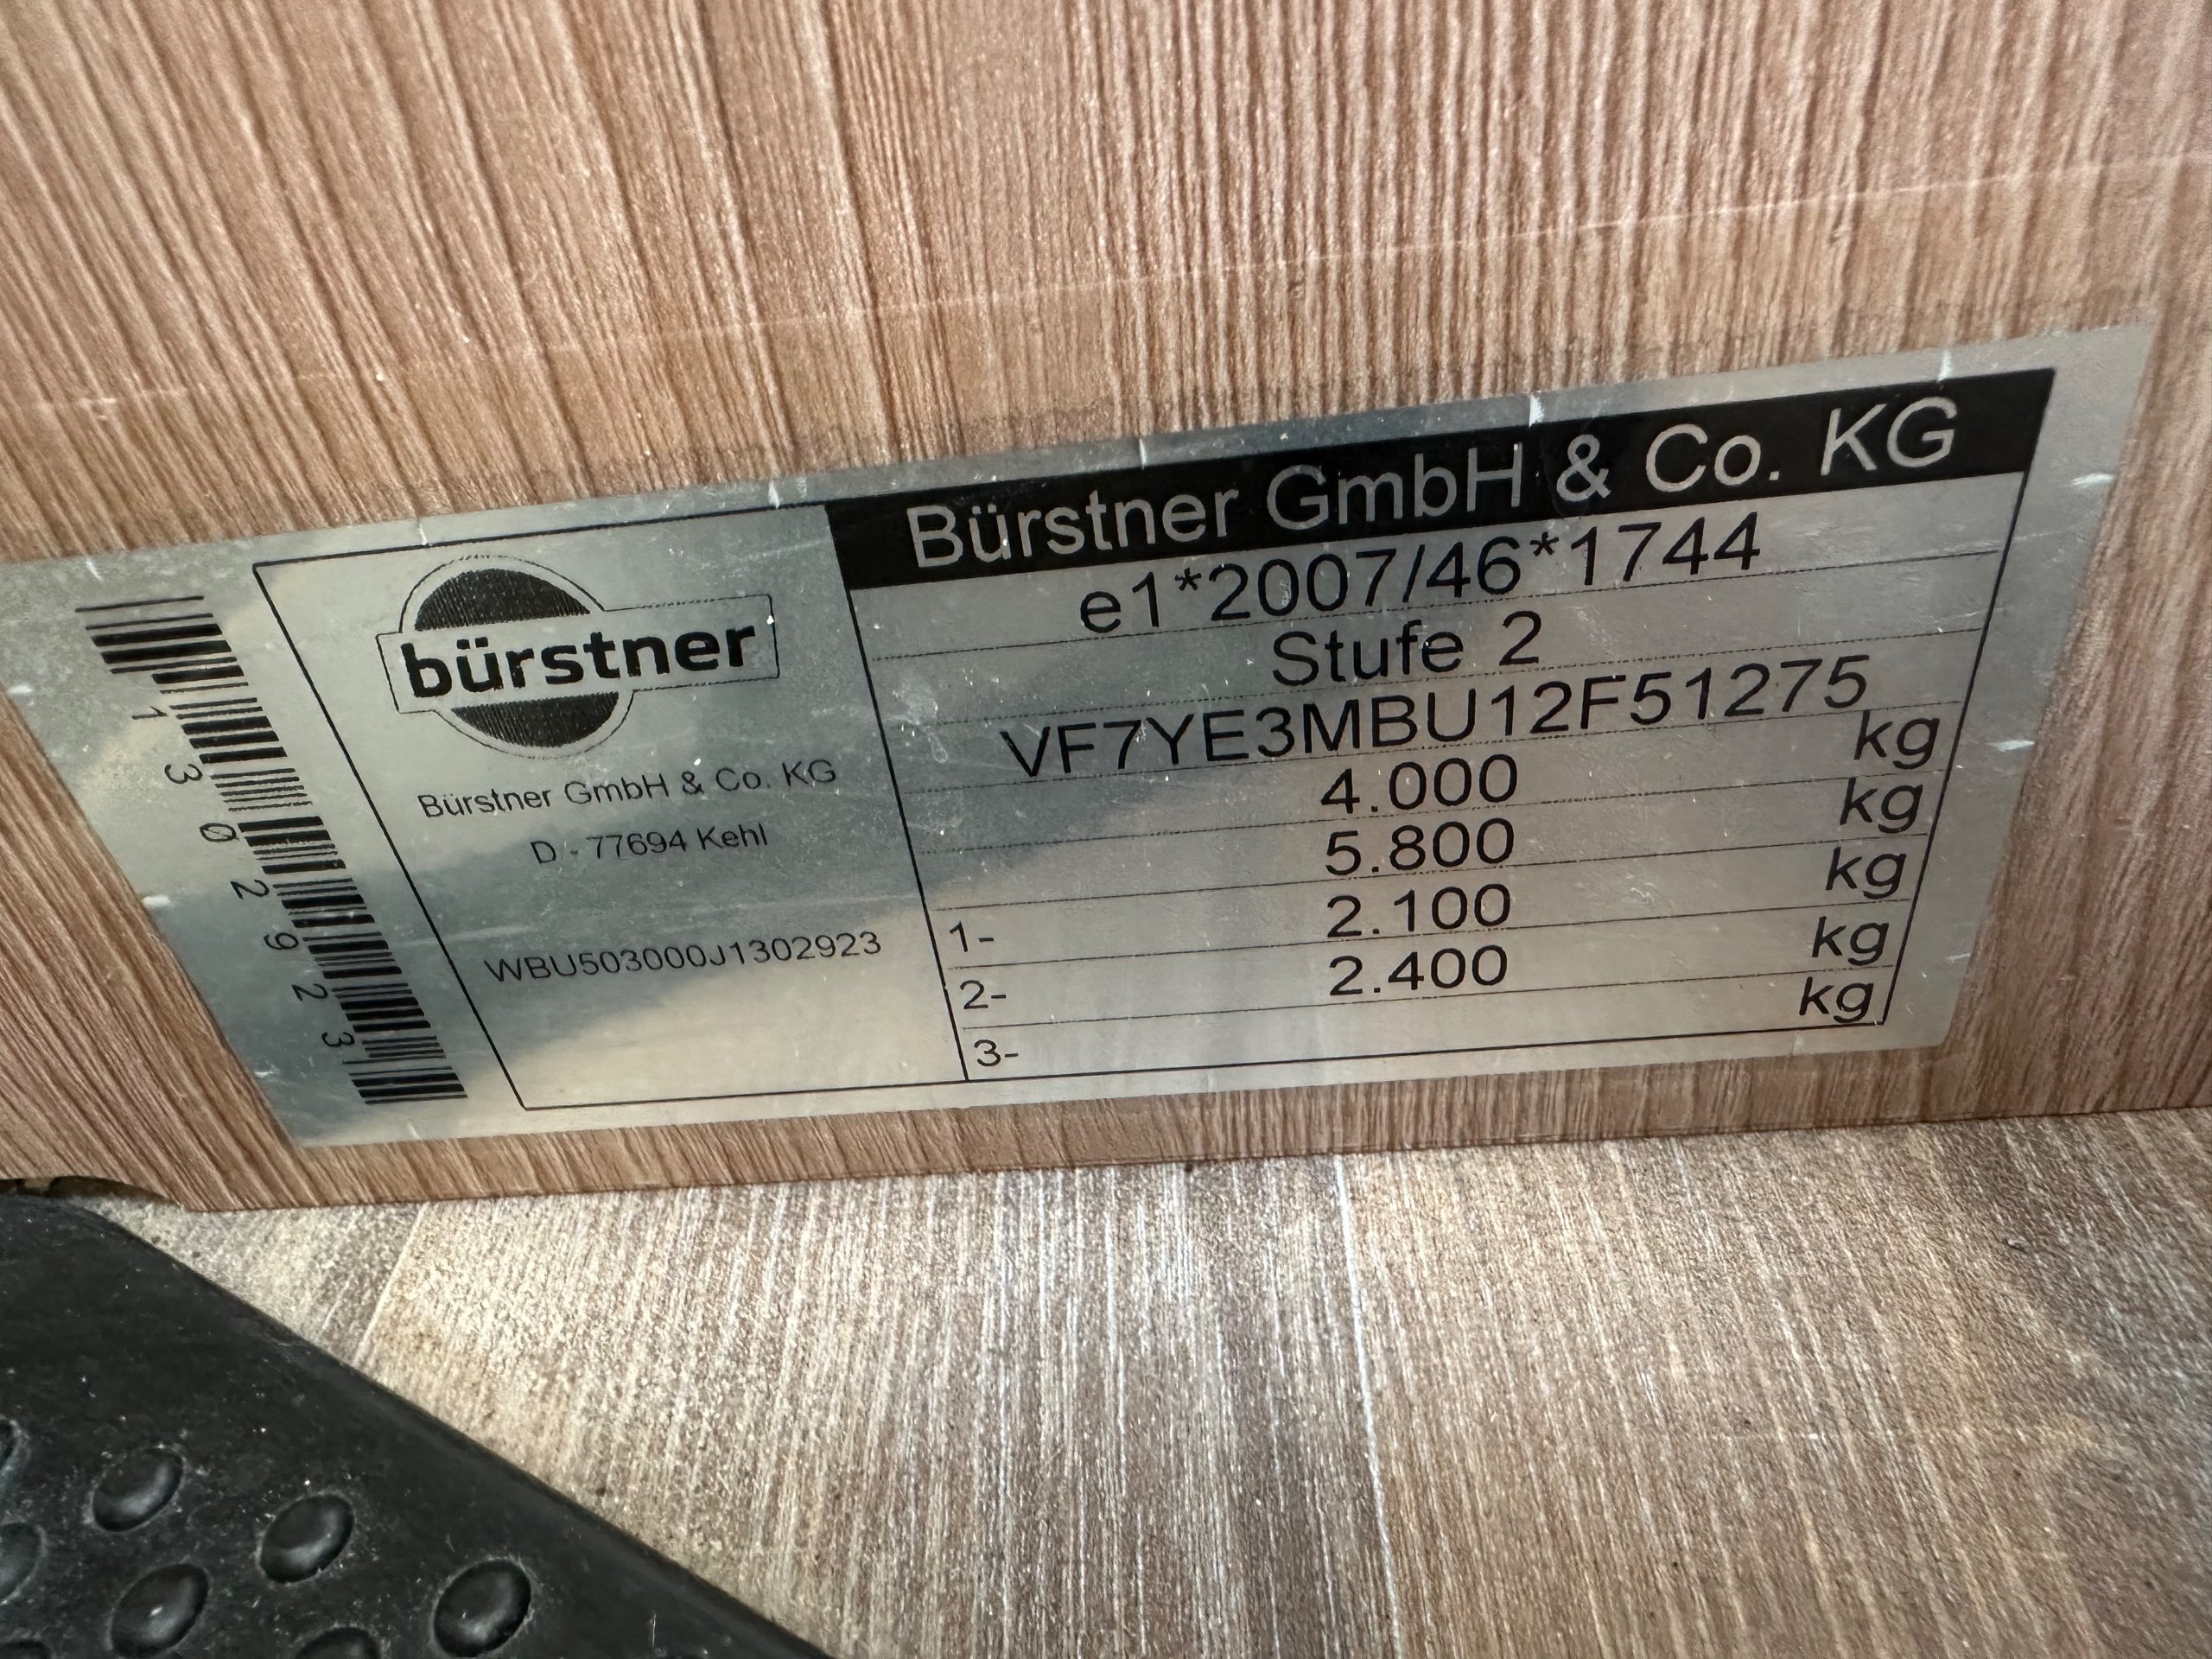 Bürstner GmbH & Co. KG
e1*2007/46*1744
Stufe 2
VF7YE3MBU12F51275
4.000 kg
5.800 kg
1- 2.100 kg
2- 2.400 kg
3- kg
bürstner
Bürstner GmbH & Co. KG
D - 77694 Kehl
WBU503000J1302923
1302923